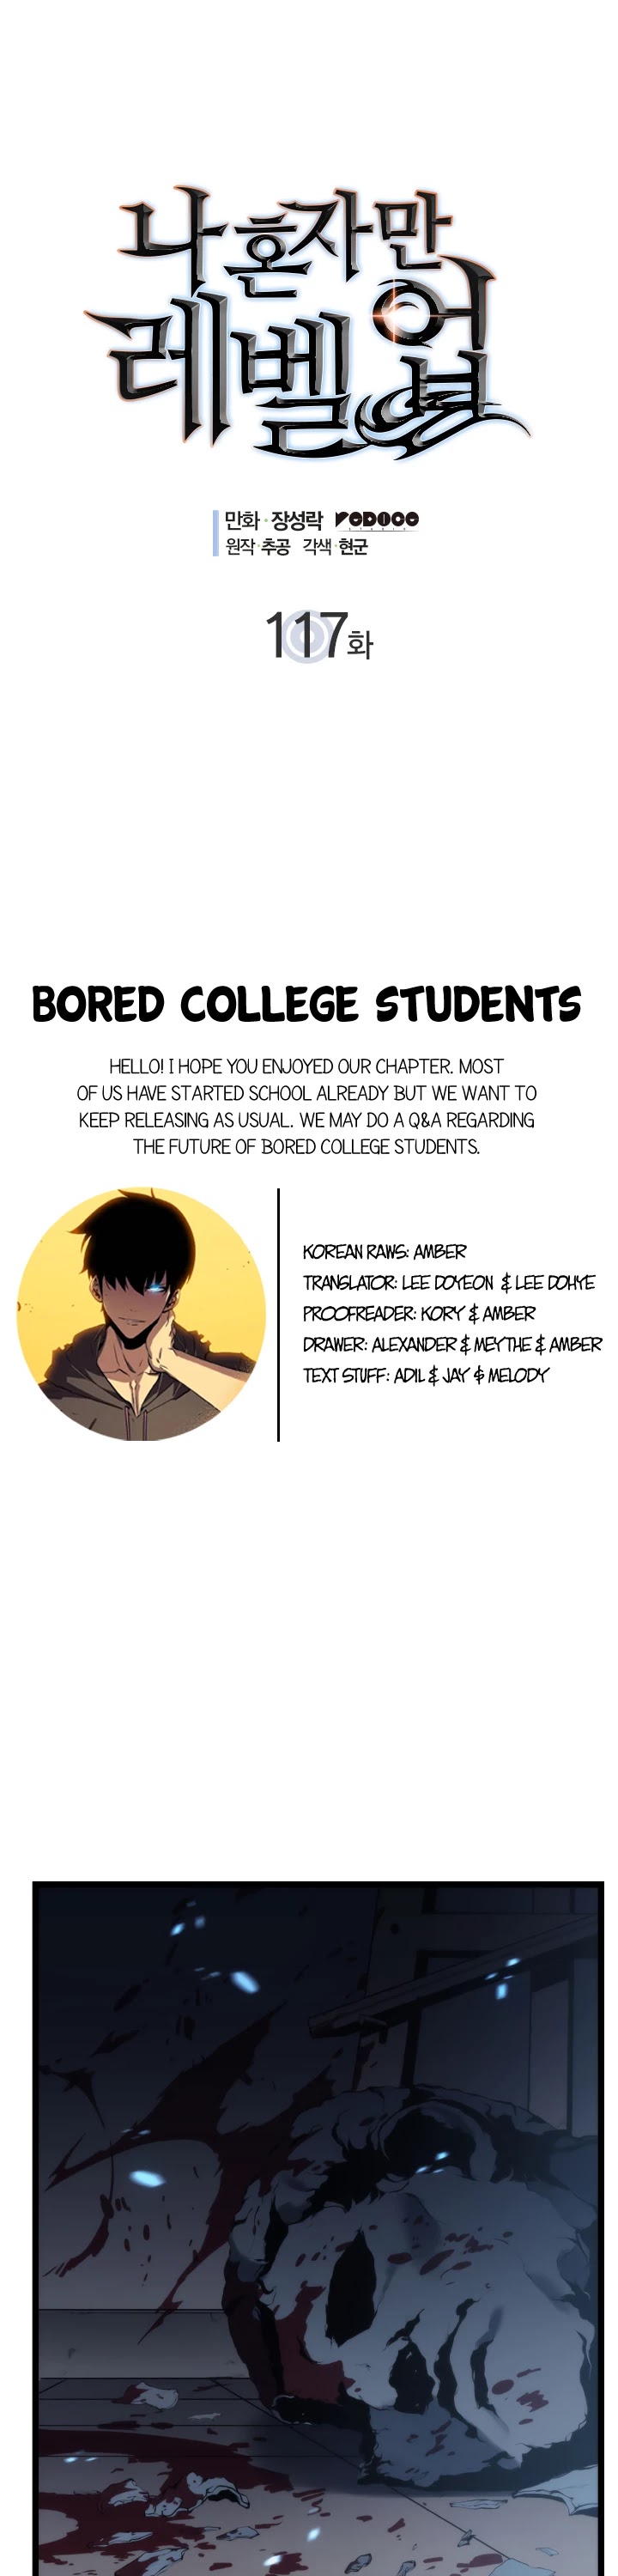 나 혼자만
레벨업
만화·장성락 REDICE
원작·추공 각색·현군
117화
BORED COLLEGE STUDENTS
HELLO! I HOPE YOU ENJOYED OUR CHAPTER. MOST
OF US HAVE STARTED SCHOOL ALREADY BUT WE WANT TO
KEEP RELEASING AS USUAL. WE MAY DO A Q&A REGARDING
THE FUTURE OF BORED COLLEGE STUDENTS.
KOREAN RAWS: AMBER
TRANSLATOR: LEE DOYEON & LEE DOHYE
PROOFREADER: KORY & AMBER
DRAWER: ALEXANDER & MEYTHE & AMBER
TEXT STUFF: ADIL & JAY & MELODY